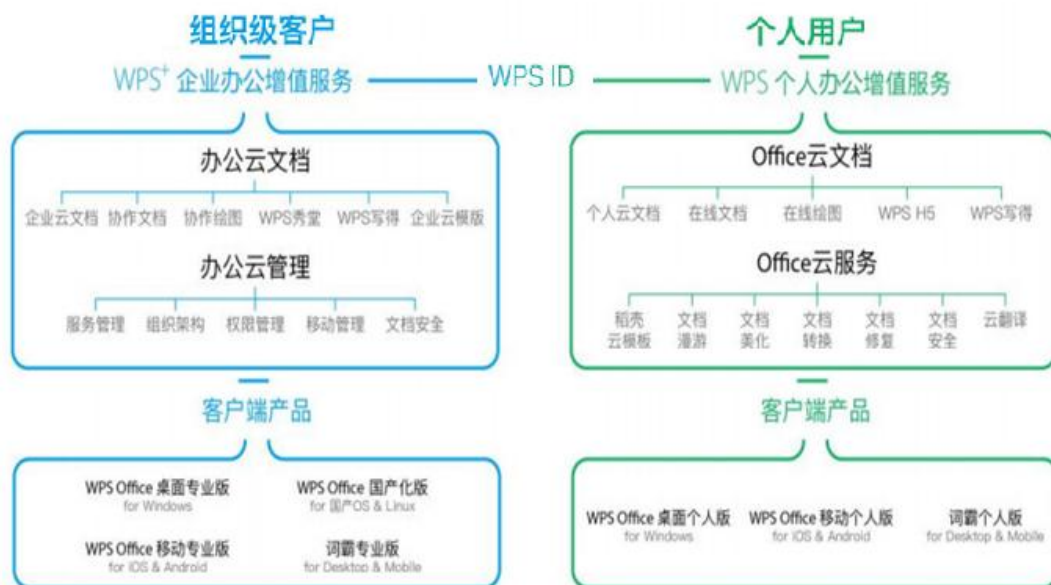 组织级客户
WPS+ 企业办公增值服务
办公云文档
企业云文档 协作文档 协作绘图 WPS秀堂 WPS写得 企业云模版
办公云管理
服务管理 组织架构 权限管理 移动管理 文档安全
客户端产品
WPS Office 桌面专业版 WPS Office 国产化版
for Windows for 国产OS & Linux
WPS Office 移动专业版 词霸专业版
for iOS & Android for Desktop & Mobile
WPS ID
个人用户
WPS 个人办公增值服务
Office云文档
个人云文档 在线文档 在线绘图 WPS H5 WPS写得
Office云服务
稻壳 文档 文档 文档 文档 文档 云翻译
云模板 漫游 美化 转换 修复 安全
客户端产品
WPS Office 桌面个人版 WPS Office 移动个人版 词霸个人版
for Windows for iOS & Android for Desktop & Mobile